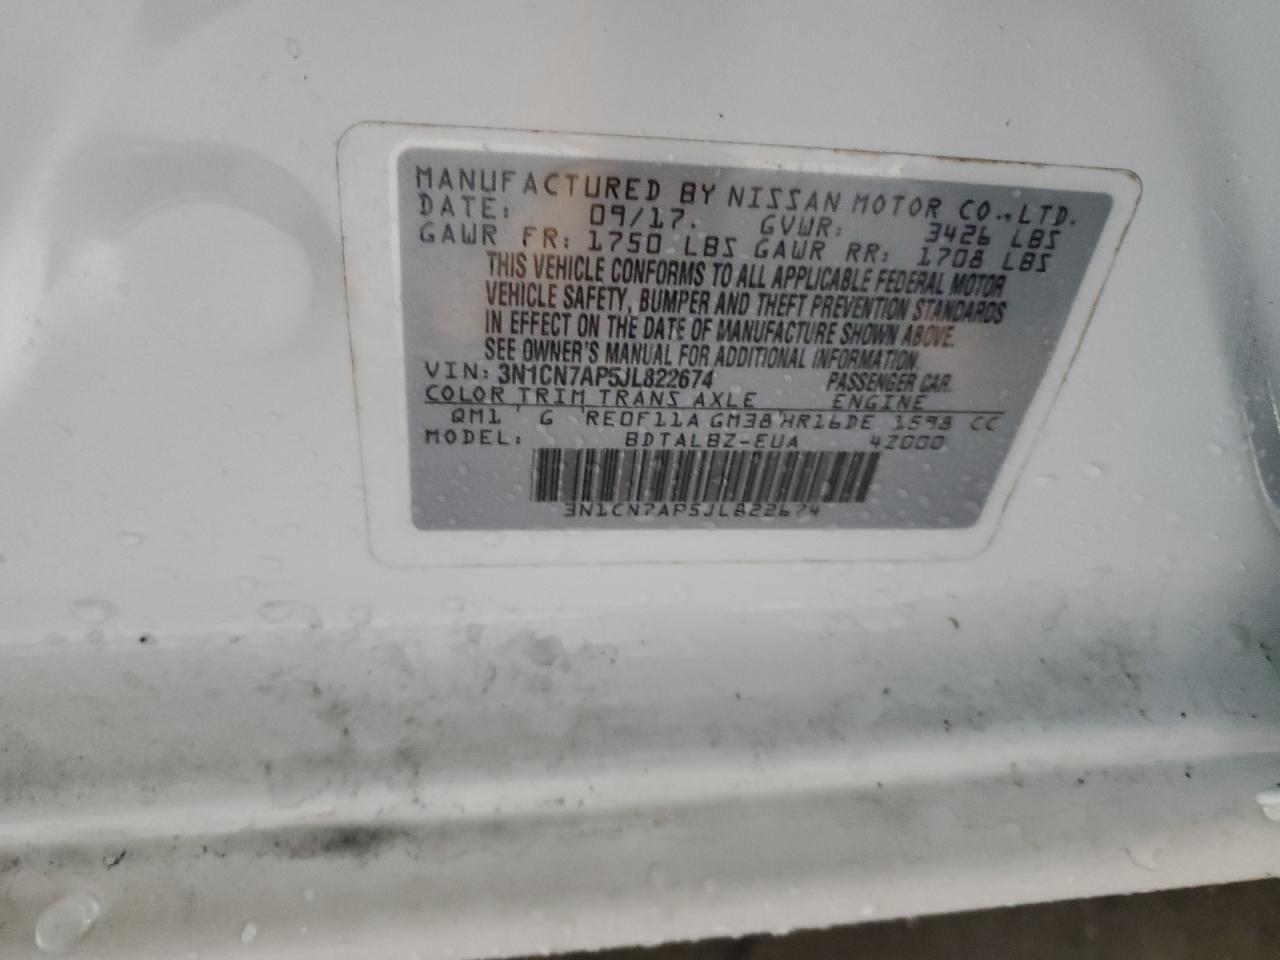 MANUFACTURED BY NISSAN MOTOR CO.,LTD.
DATE: 09/17. GVWR: 3426 LBS
GAWR FR: 1750 LBS GAWR RR: 1708 LBS
THIS VEHICLE CONFORMS TO ALL APPLICABLE FEDERAL MOTOR
VEHICLE SAFETY, BUMPER AND THEFT PREVENTION STANDARDS
IN EFFECT ON THE DATE OF MANUFACTURE SHOWN ABOVE.
SEE OWNER'S MANUAL FOR ADDITIONAL INFORMATION.
VIN: 3N1CN7AP5JL822674 PASSENGER CAR.
COLOR TRIM TRANS AXLE ENGINE
QM1 G RE0F11A GM38 HR16DE 1598 CC
MODEL: BDTALBZ-EUA 4Z000
3N1CN7AP5JL822674